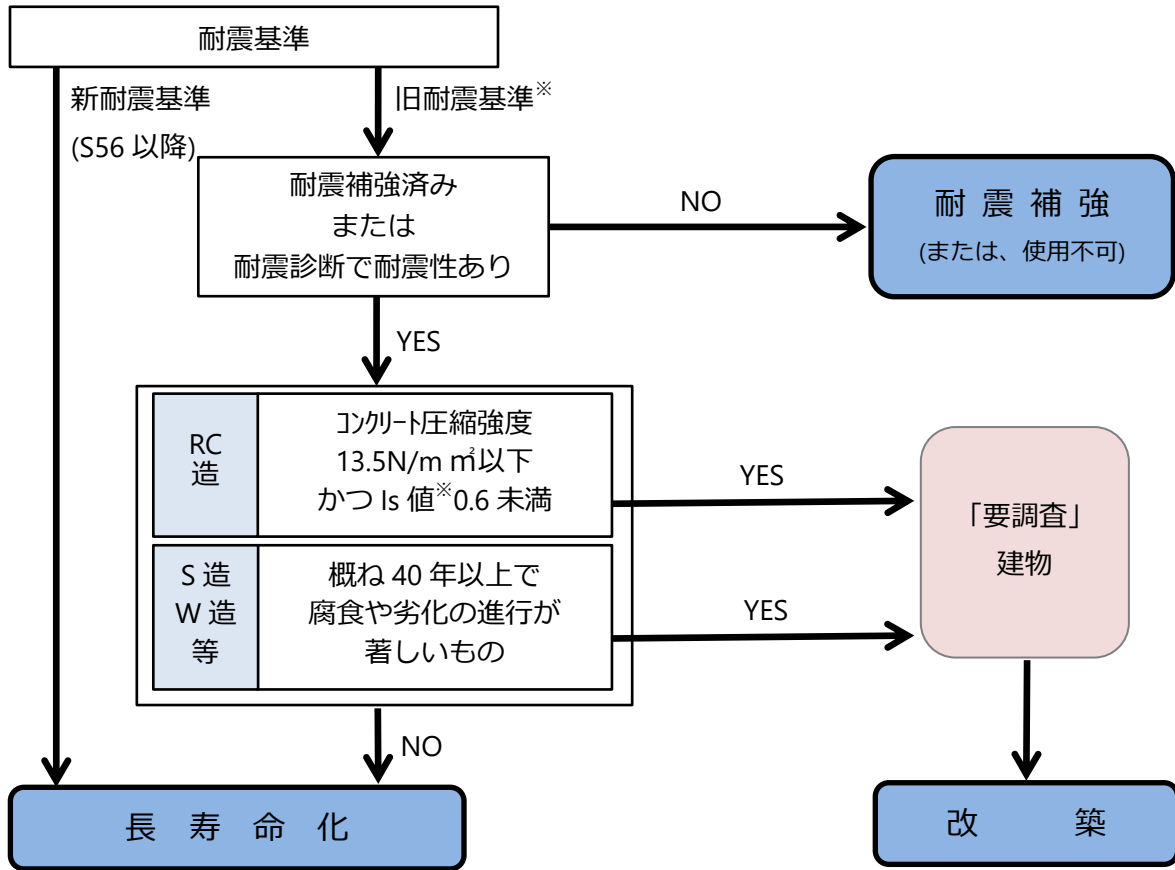 耐震基準
新耐震基準
(S56 以降)
旧耐震基準※
耐震補強済み
または
耐震診断で耐震性あり
NO
耐 震 補 強
(または、使用不可)
YES
RC
造
ｺﾝｸﾘｰﾄ圧縮強度
13.5N/m ㎡以下
かつ Is 値※0.6 未満
YES
「要調査」
建物
S 造
W 造
等
概ね 40 年以上で
腐食や劣化の進行が
著しいもの
YES
NO
長 寿 命 化
改 築